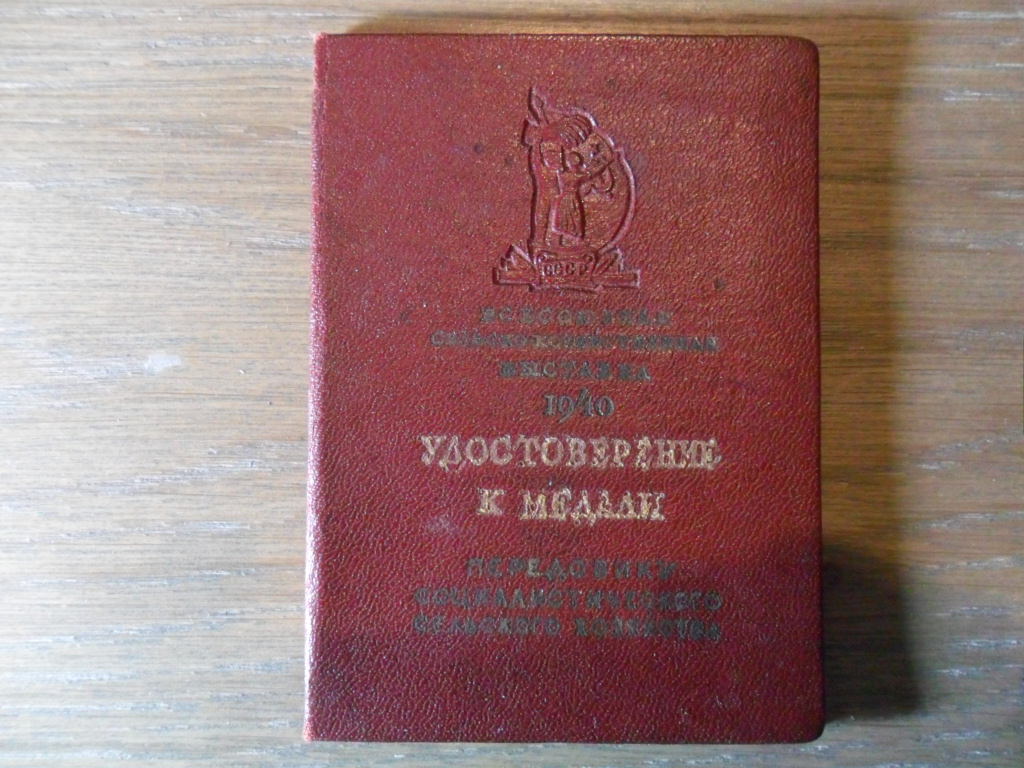 СССР
ВСЕСОЮЗНАЯ
СЕЛЬСКОХОЗЯЙСТВЕННАЯ
ВЫСТАВКА
1940
УДОСТОВЕРЕНИЕ
К МЕДАЛИ
ПЕРЕДОВИКУ
СОЦИАЛИСТИЧЕСКОГО
СЕЛЬСКОГО ХОЗЯЙСТВА